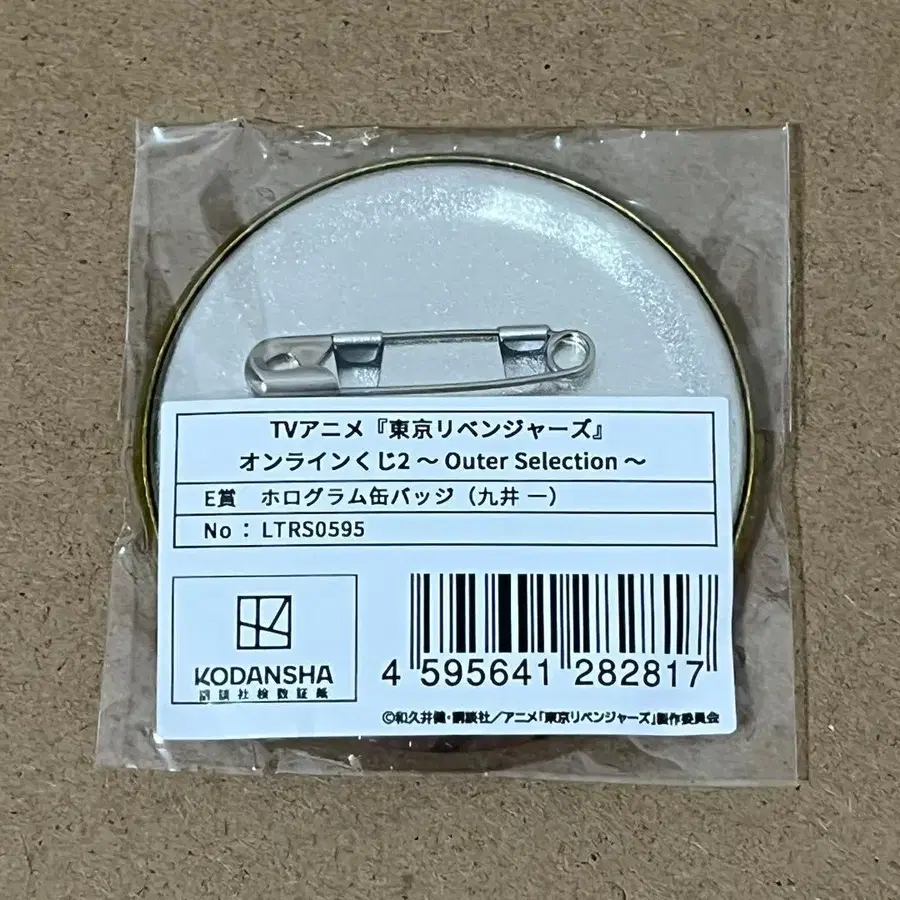 TVアニメ『東京リベンジャーズ』
オンラインくじ2 ～ Outer Selection ～
E賞 ホログラム缶バッジ（九井 一）
No：LTRS0595
KODANSHA
講談社検数証紙
4 595641 282817
©和久井健・講談社／アニメ「東京リベンジャーズ」製作委員会